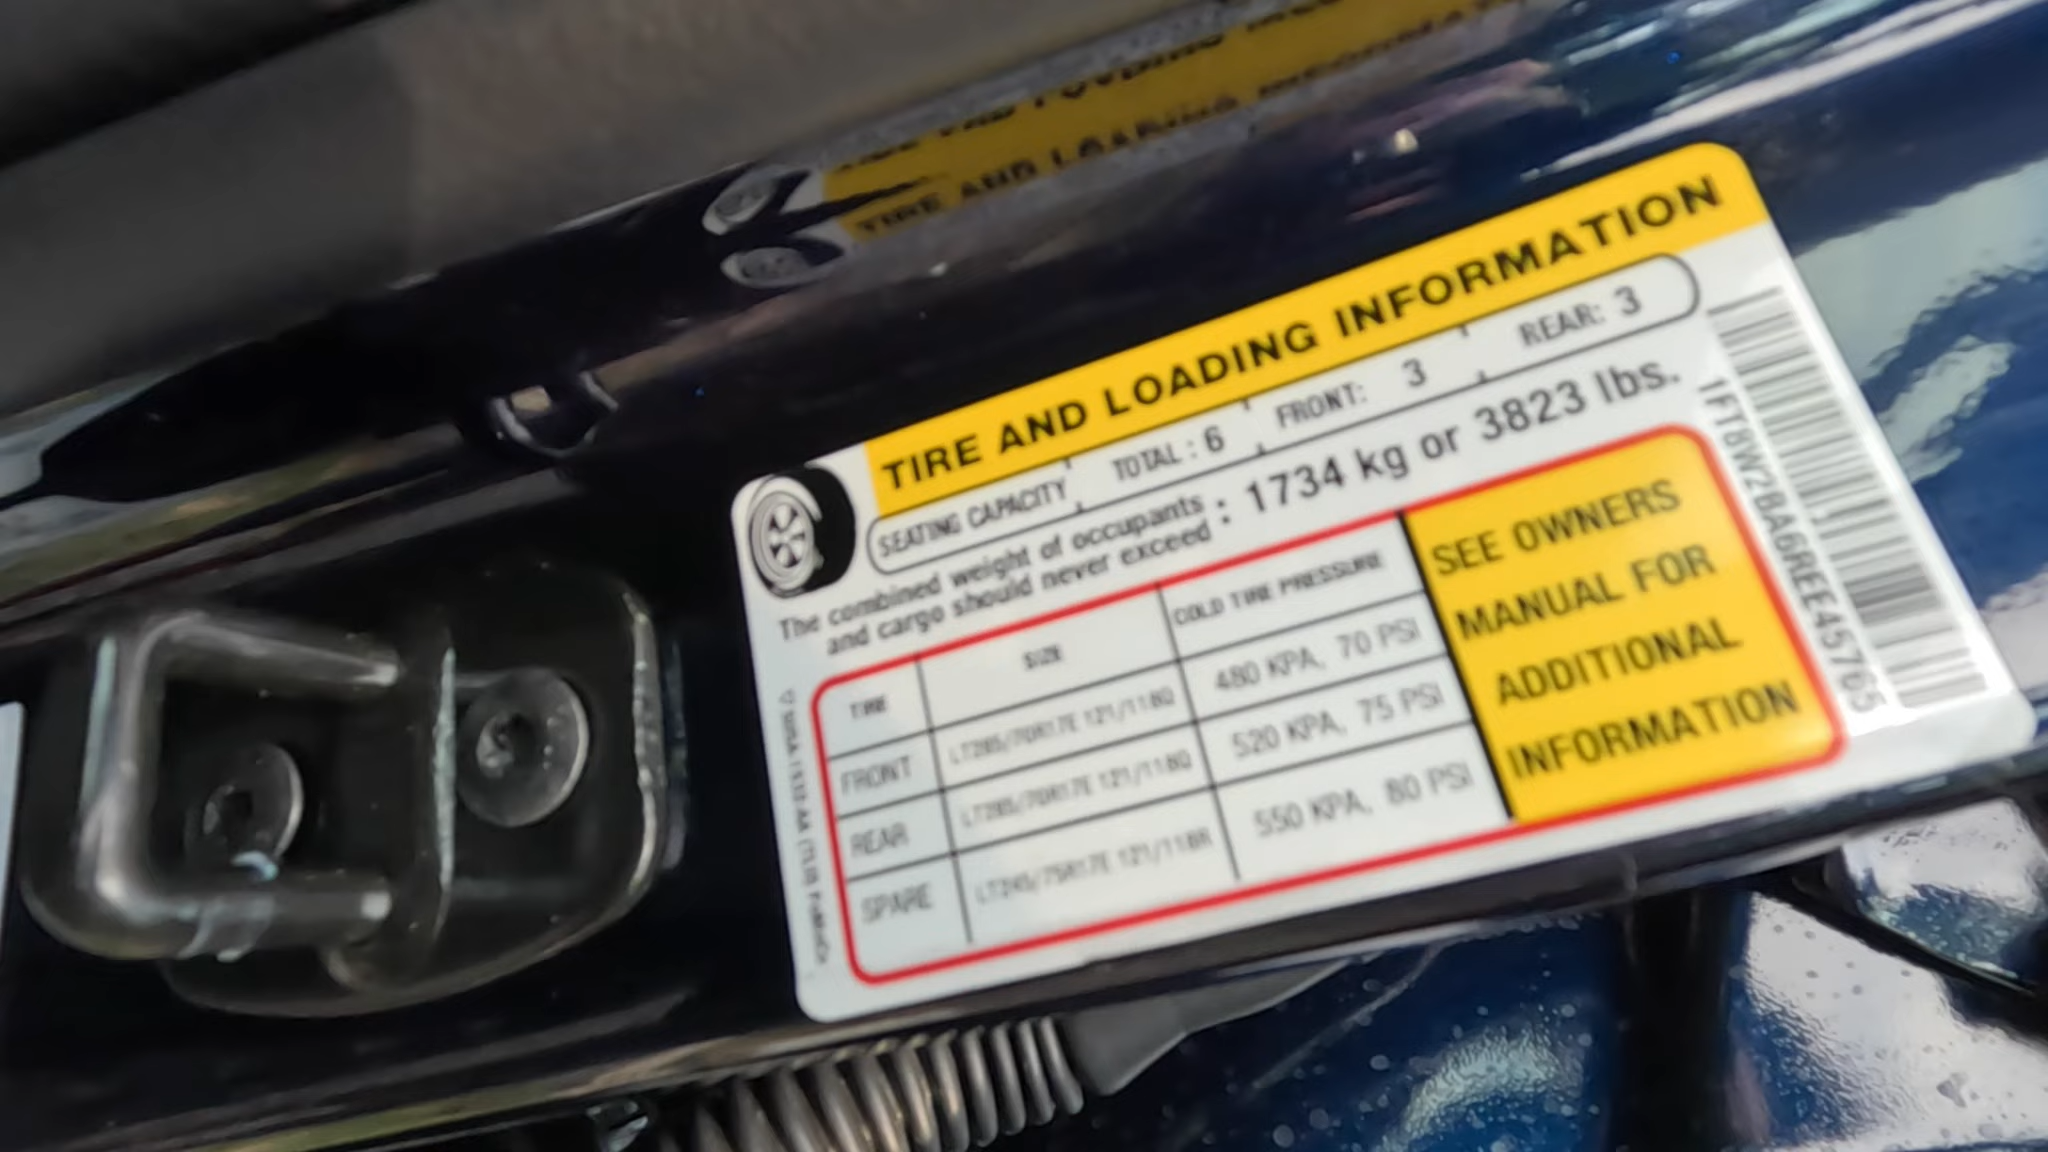 TIRE AND LOADING INFORMATION
TIRE AND LOADING INFORMATION
SEATING CAPACITY, TOTAL : 6 , FRONT: 3 , REAR: 3
The combined weight of occupants and cargo should never exceed : 1734 kg or 3823 lbs.
TIRE SIZE COLD TIRE PRESSURE
FRONT 480 KPA, 70 PSI
REAR 520 KPA, 75 PSI
SPARE 550 KPA, 80 PSI
SEE OWNERS
MANUAL FOR
ADDITIONAL
INFORMATION
1FT8W2BA6REE45765